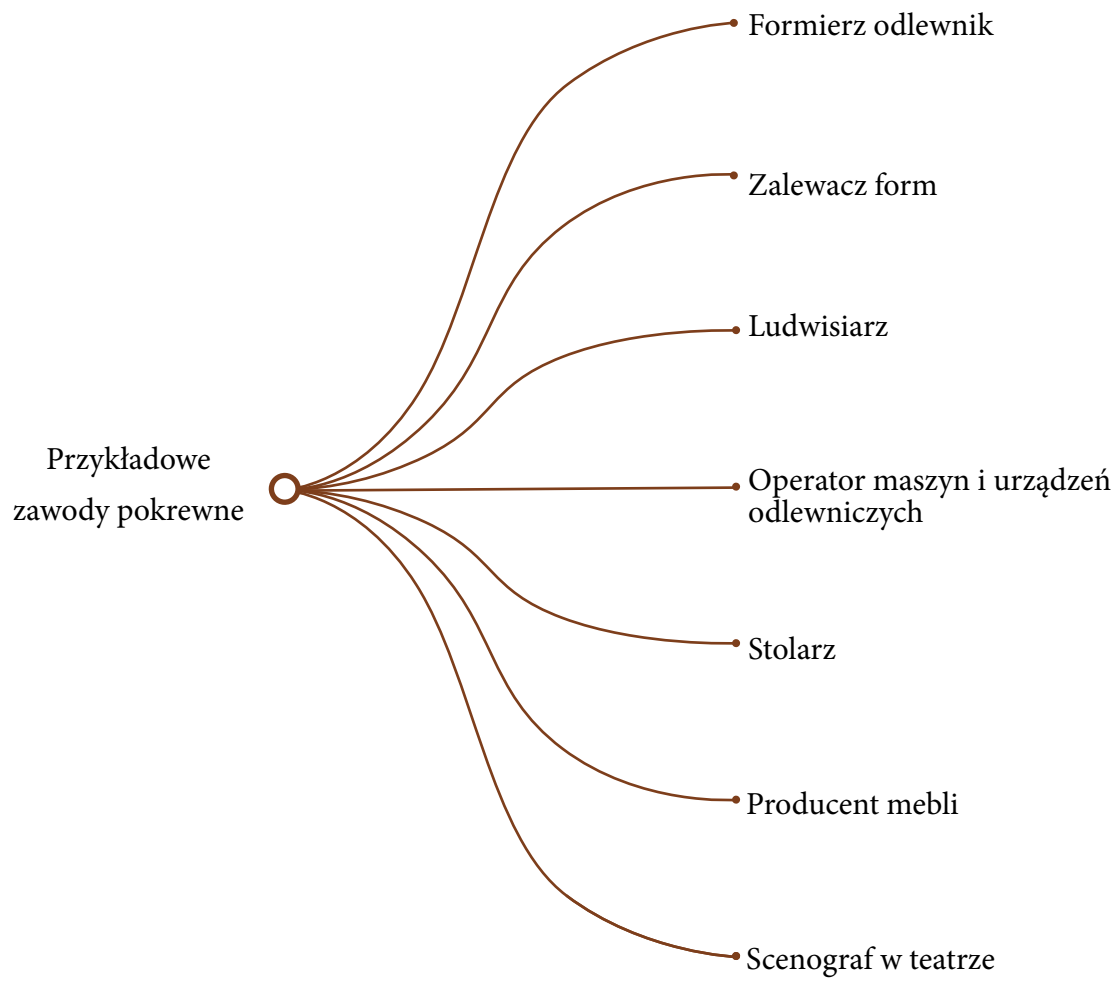 Przykładowe
zawody pokrewne
Formierz odlewnik
Zalewacz form
Ludwisiarz
Operator maszyn i urządzeń
odlewniczych
Stolarz
Producent mebli
Scenograf w teatrze